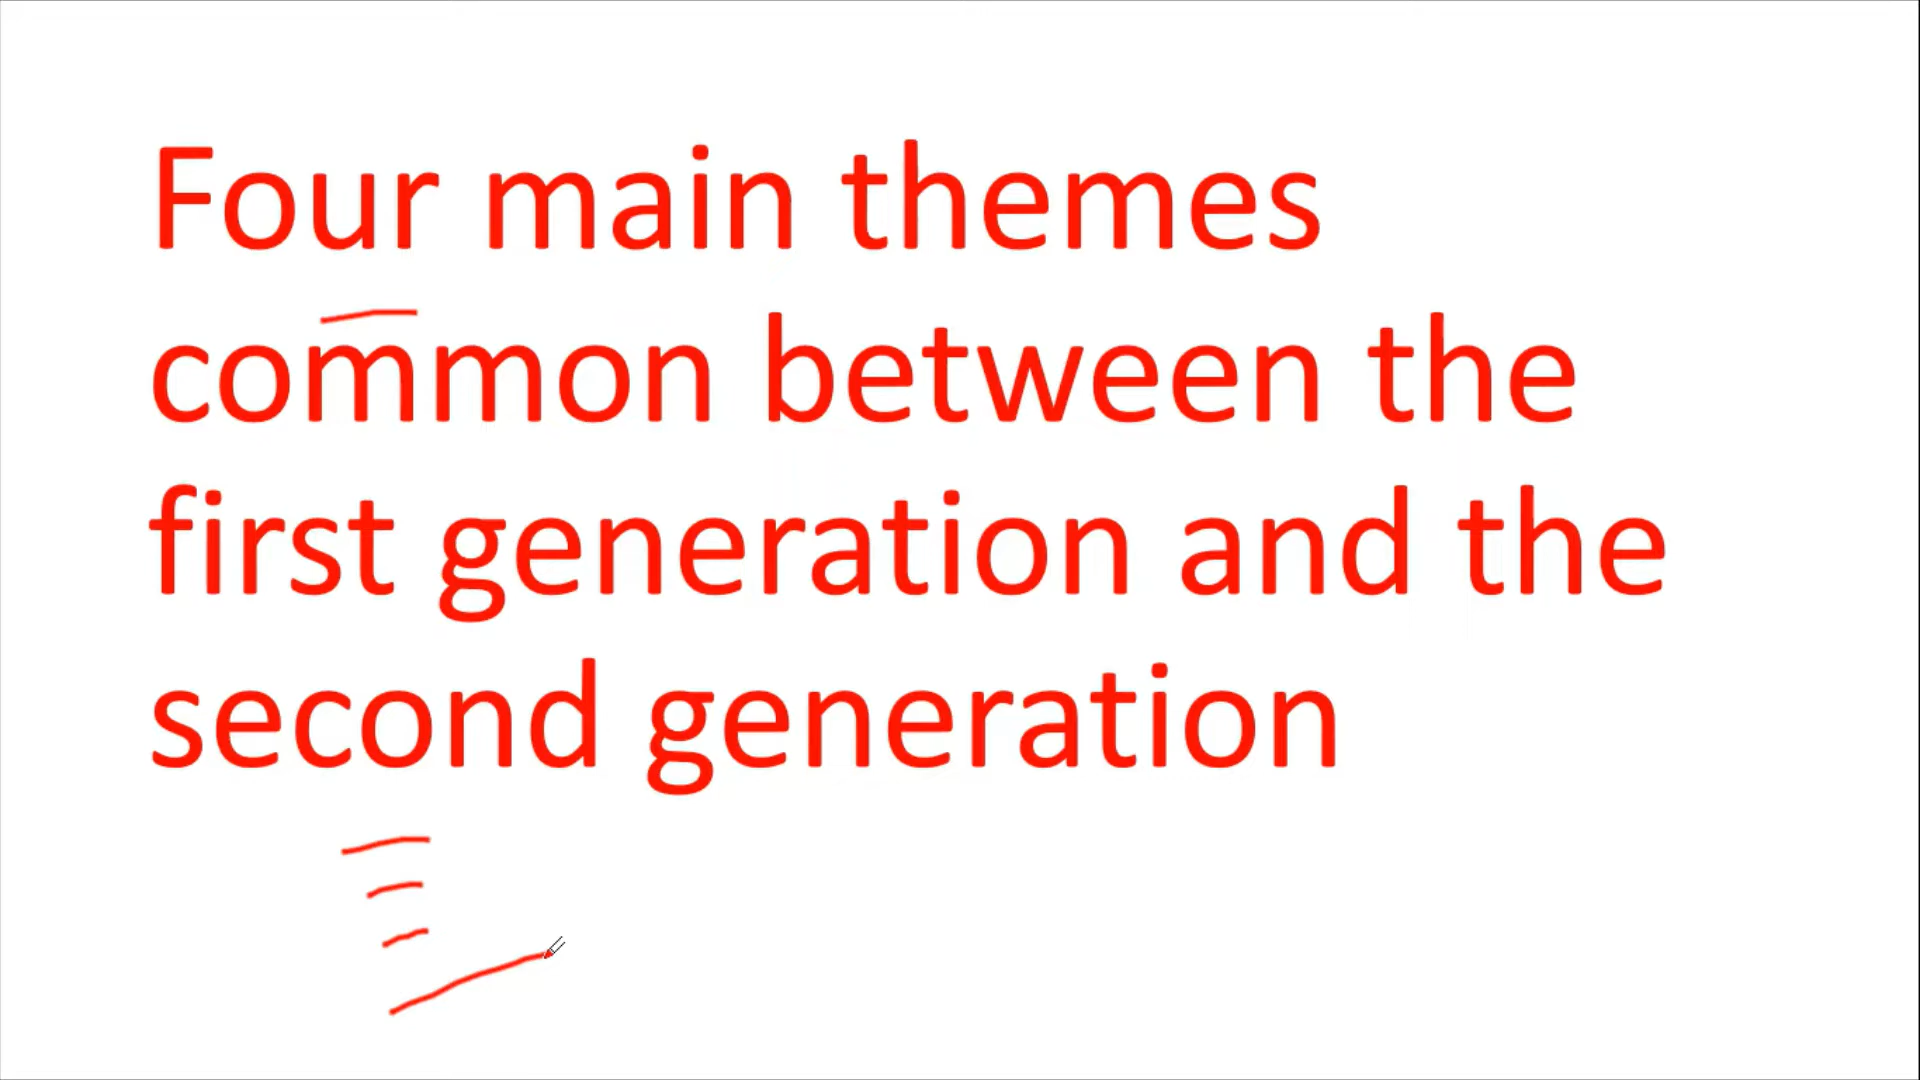 Four main themes
common between the
first generation and the
second generation